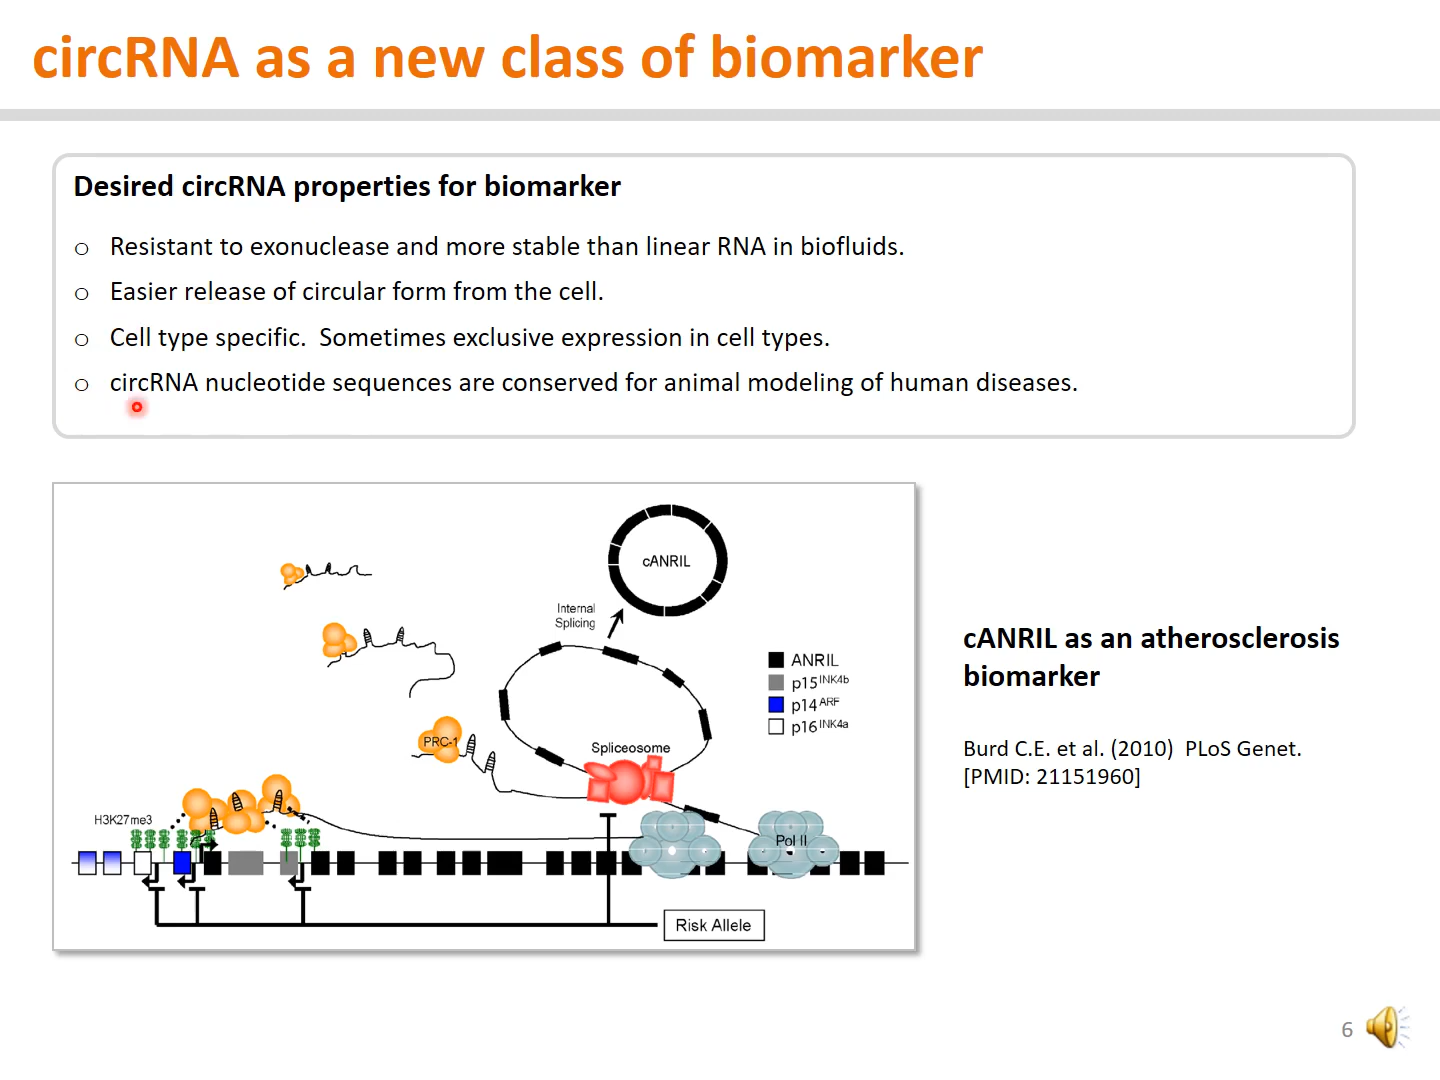 circRNA as a new class of biomarker
Desired circRNA properties for biomarker
o Resistant to exonuclease and more stable than linear RNA in biofluids.
o Easier release of circular form from the cell.
o Cell type specific.  Sometimes exclusive expression in cell types.
o circRNA nucleotide sequences are conserved for animal modeling of human diseases.
cANRIL
Internal
Splicing
ANRIL
p15INK4b
p14ARF
p16INK4a
PRC-1
Spliceosome
H3K27me3
Pol II
Risk Allele
cANRIL as an atherosclerosis
biomarker
Burd C.E. et al. (2010)  PLoS Genet.
[PMID: 21151960]
6